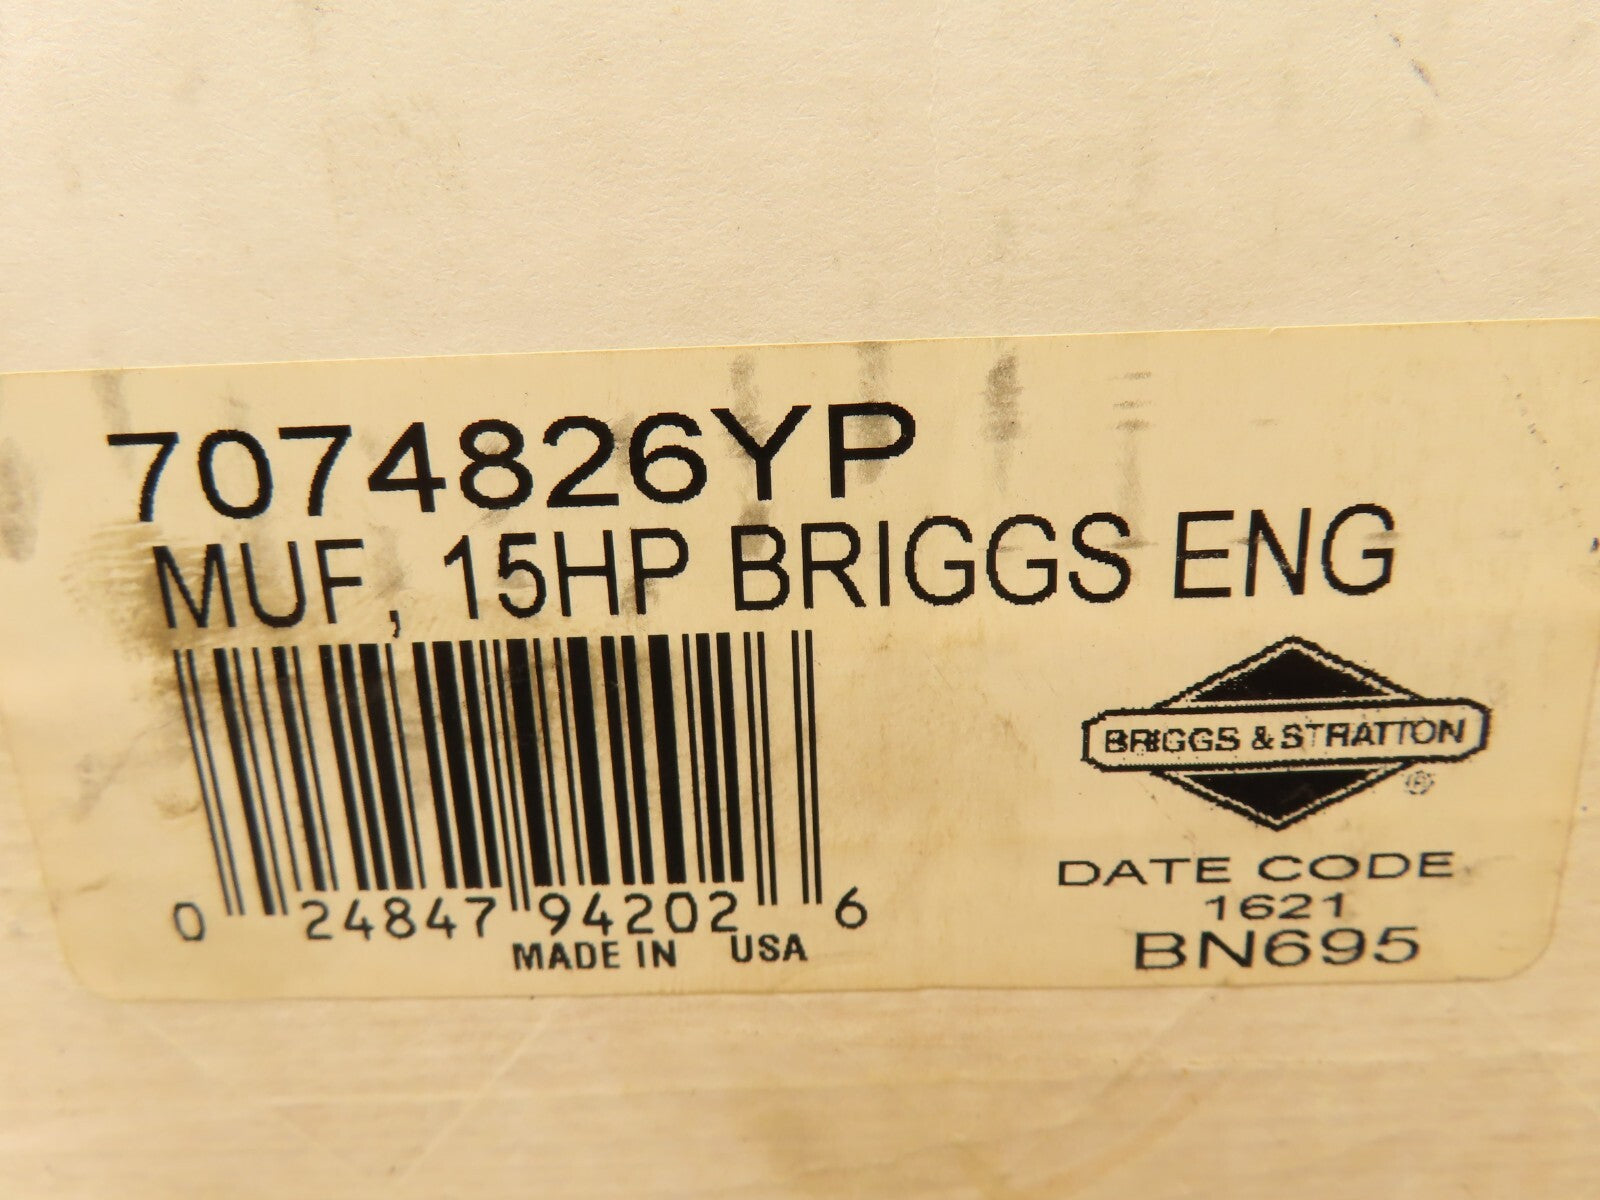 7074826YP
MUF, 15HP BRIGGS ENG
BRIGGS & STRATTON
®
0 24847 94202 6
MADE IN USA
DATE CODE
1621
BN695